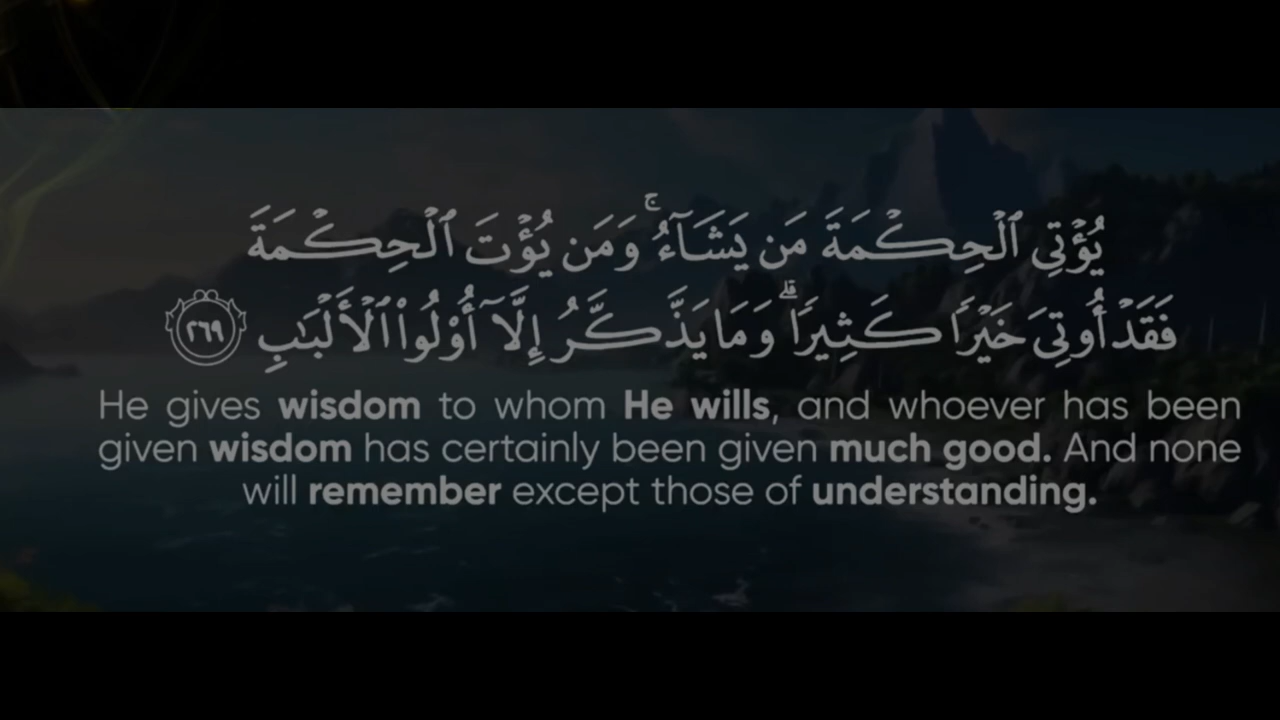 يُؤْتِي ٱلْحِكْمَةَ مَن يَشَآءُ ۚ وَمَن يُؤْتَ ٱلْحِكْمَةَ
فَقَدْ أُوتِىَ خَيْرًا كَثِيرًا ۗ وَمَا يَذَّكَّرُ إِلَّآ أُو۟لُوا۟ ٱلْأَلْبَٰبِ ٢٦٩
He gives wisdom to whom He wills, and whoever has been
given wisdom has certainly been given much good. And none
will remember except those of understanding.